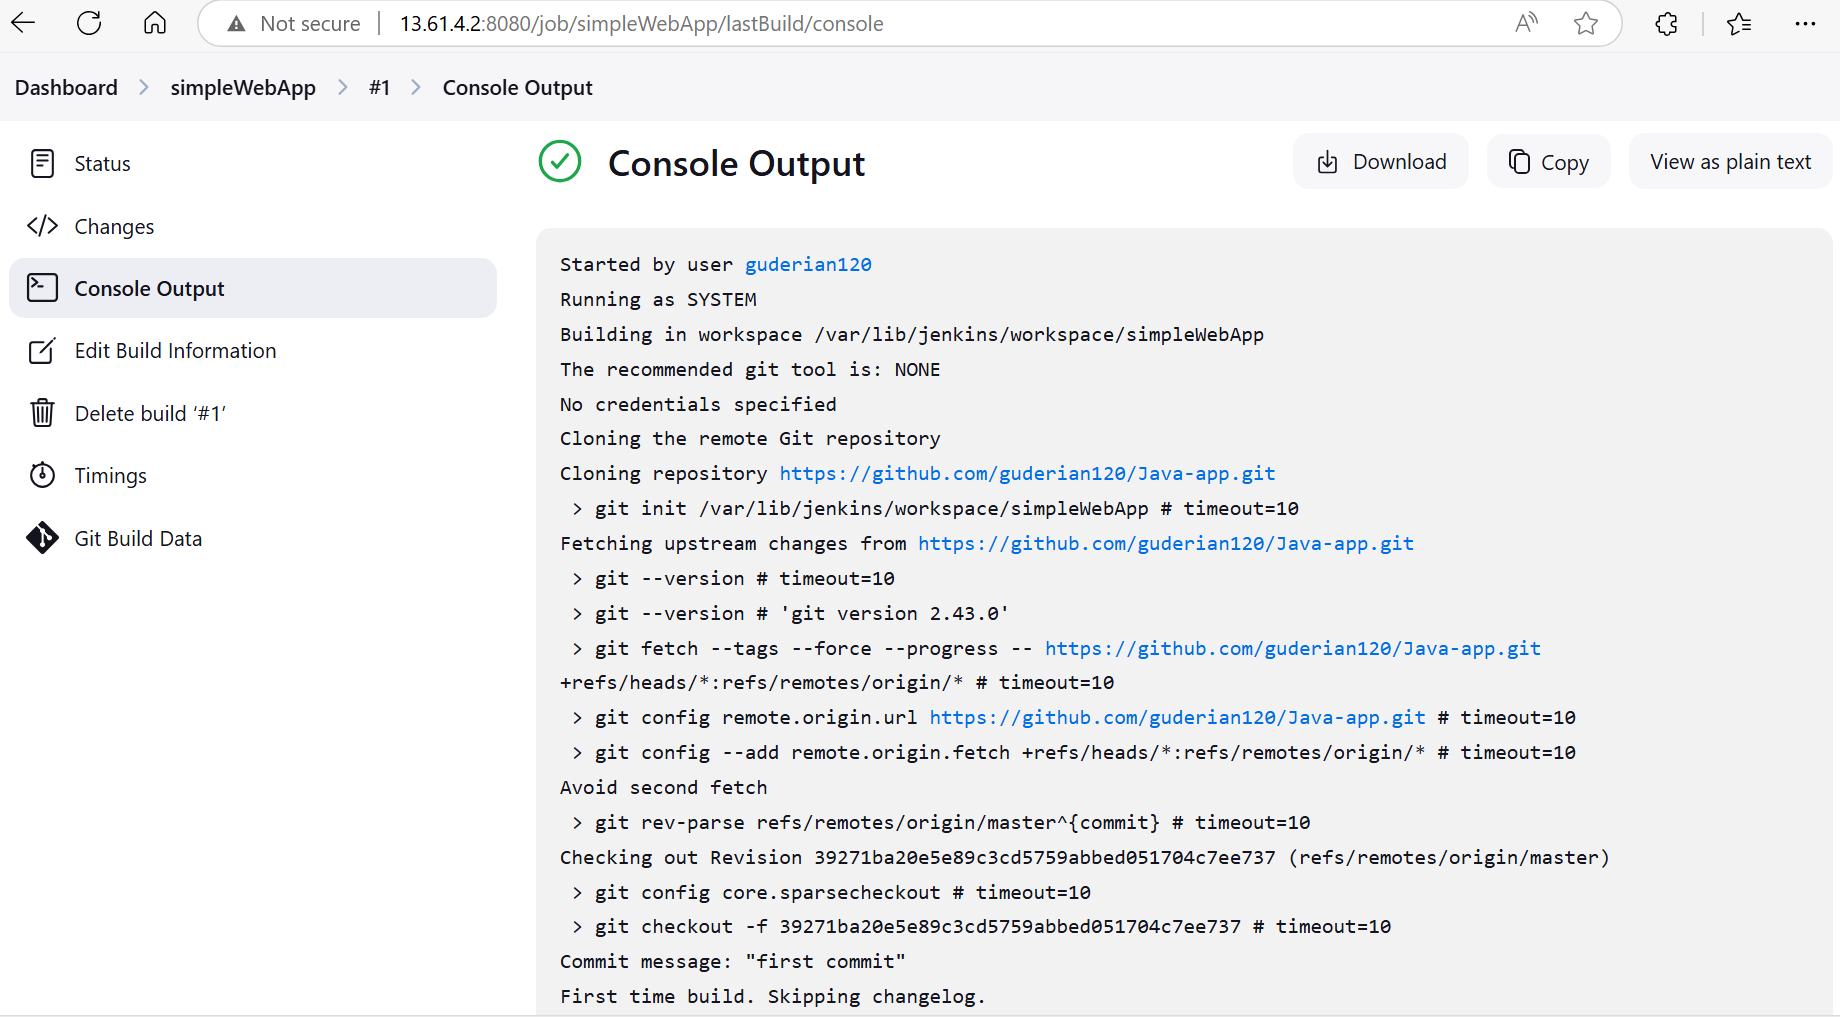 Not secure | 13.61.4.2:8080/job/simpleWebApp/lastBuild/console
Dashboard > simpleWebApp > #1 > Console Output
Status
Changes
Console Output
Edit Build Information
Delete build ‘#1’
Timings
Git Build Data
Console Output
Download
Copy
View as plain text
Started by user guderian120
Running as SYSTEM
Building in workspace /var/lib/jenkins/workspace/simpleWebApp
The recommended git tool is: NONE
No credentials specified
Cloning the remote Git repository
Cloning repository https://github.com/guderian120/Java-app.git
 > git init /var/lib/jenkins/workspace/simpleWebApp # timeout=10
Fetching upstream changes from https://github.com/guderian120/Java-app.git
 > git --version # timeout=10
 > git --version # 'git version 2.43.0'
 > git fetch --tags --force --progress -- https://github.com/guderian120/Java-app.git
+refs/heads/*:refs/remotes/origin/* # timeout=10
 > git config remote.origin.url https://github.com/guderian120/Java-app.git # timeout=10
 > git config --add remote.origin.fetch +refs/heads/*:refs/remotes/origin/* # timeout=10
Avoid second fetch
 > git rev-parse refs/remotes/origin/master^{commit} # timeout=10
Checking out Revision 39271ba20e5e89c3cd5759abbed051704c7ee737 (refs/remotes/origin/master)
 > git config core.sparsecheckout # timeout=10
 > git checkout -f 39271ba20e5e89c3cd5759abbed051704c7ee737 # timeout=10
Commit message: "first commit"
First time build. Skipping changelog.